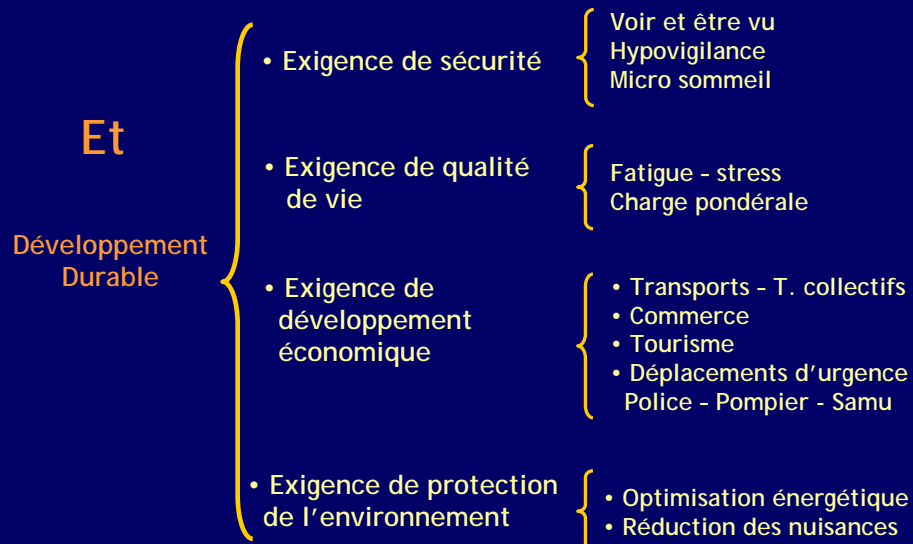 Et
Développement
Durable
• Exigence de sécurité
Voir et être vu
Hypovigilance
Micro sommeil
• Exigence de qualité
de vie
Fatigue - stress
Charge pondérale
• Exigence de
développement
économique
• Transports - T. collectifs
• Commerce
• Tourisme
• Déplacements d'urgence
Police - Pompier - Samu
• Exigence de protection
de l'environnement
• Optimisation énergétique
• Réduction des nuisances